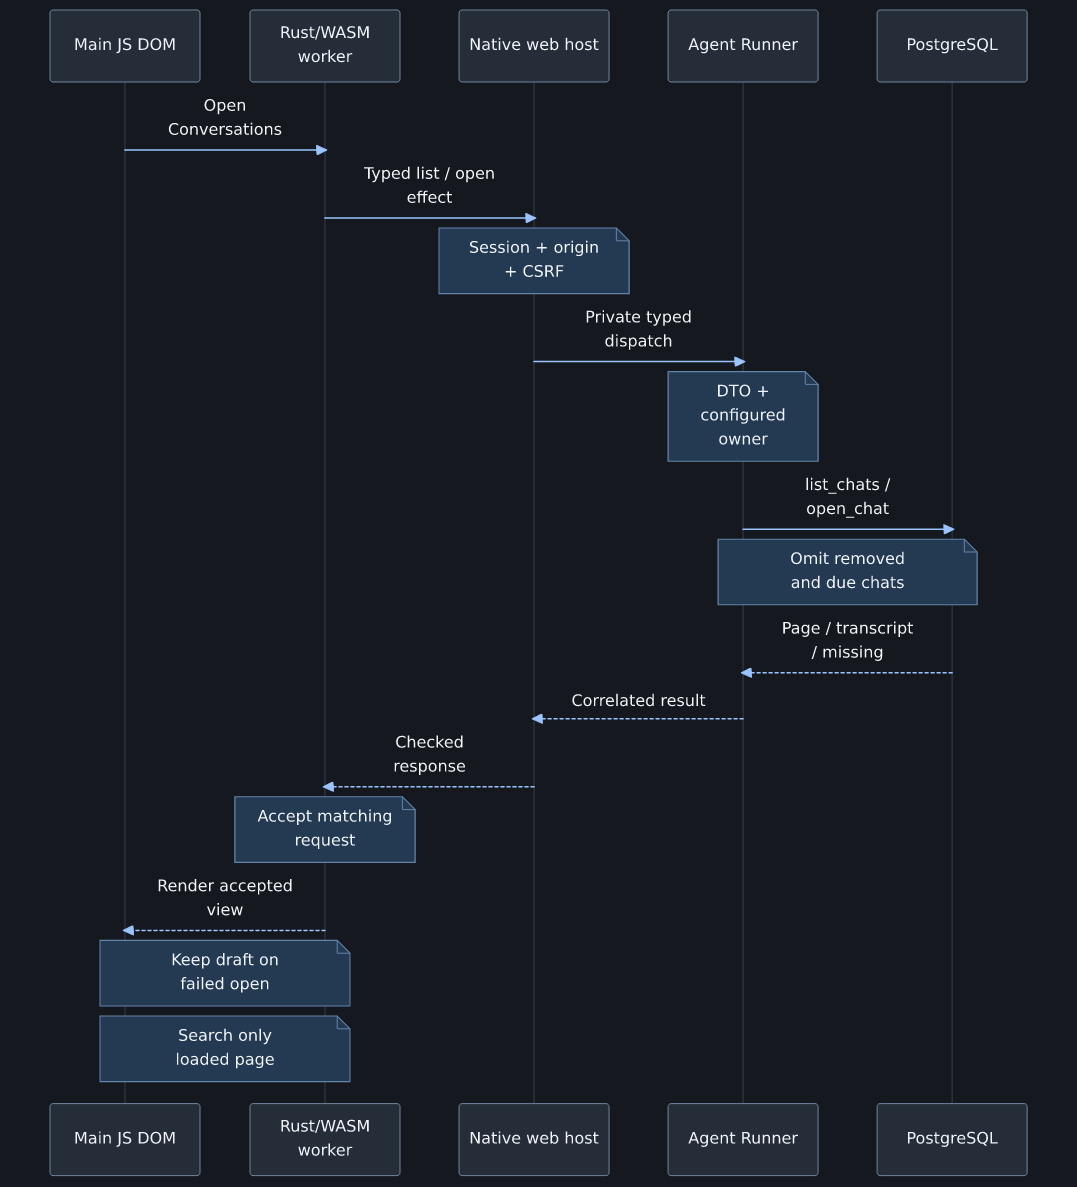 Main JS DOM
Rust/WASM
worker
Native web host
Agent Runner
PostgreSQL
Open
Conversations
Typed list / open
effect
Session + origin
+ CSRF
Private typed
dispatch
DTO +
configured
owner
list_chats /
open_chat
Omit removed
and due chats
Page / transcript
/ missing
Correlated result
Checked
response
Accept matching
request
Render accepted
view
Keep draft on
failed open
Search only
loaded page
Main JS DOM
Rust/WASM
worker
Native web host
Agent Runner
PostgreSQL